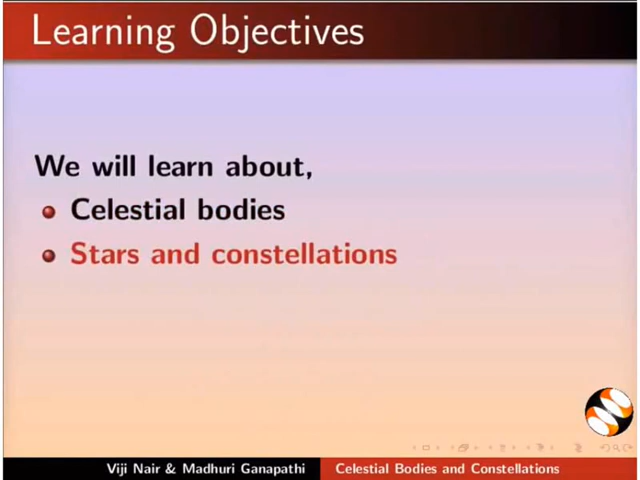 Learning Objectives
We will learn about,
Celestial bodies
Stars and constellations
Viji Nair & Madhuri Ganapathi Celestial Bodies and Constellations